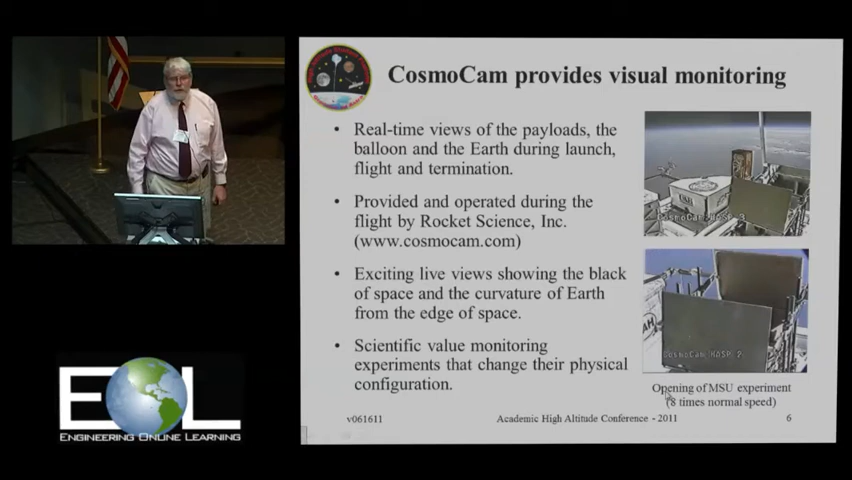 CosmoCam provides visual monitoring
• Real-time views of the payloads, the
balloon and the Earth during launch,
flight and termination.
• Provided and operated during the
flight by Rocket Science, Inc.
(www.cosmocam.com)
• Exciting live views showing the black
of space and the curvature of Earth
from the edge of space.
• Scientific value monitoring
experiments that change their physical
configuration.
CosmoCam HASP 3
CosmoCam HASP 2
Opening of MSU experiment
(8 times normal speed)
v061611
Academic High Altitude Conference - 2011
6
EOL
ENGINEERING ONLINE LEARNING